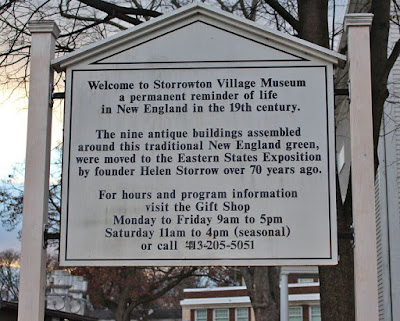 Welcome to Storrowton Village Museum
a permanent reminder of life
in New England in the 19th century.
The nine antique buildings assembled
around this traditional New England green,
were moved to the Eastern States Exposition
by founder Helen Storrow over 70 years ago.
For hours and program information
visit the Gift Shop
Monday to Friday 9am to 5pm
Saturday 11am to 4pm (seasonal)
or call 413-205-5051